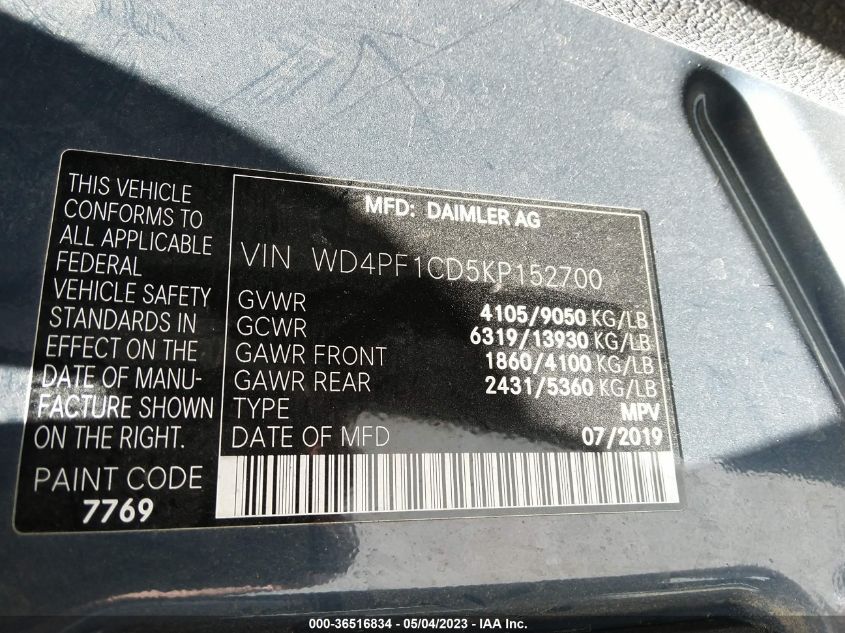 THIS VEHICLE
CONFORMS TO
ALL APPLICABLE
FEDERAL
VEHICLE SAFETY
STANDARDS IN
EFFECT ON THE
DATE OF MANU-
FACTURE SHOWN
ON THE RIGHT.
PAINT CODE
7769
MFD: DAIMLER AG
VIN WD4PF1CD5KP152700
GVWR 4105/9050 KG/LB
GCWR 6319/13930 KG/LB
GAWR FRONT 1860/4100 KG/LB
GAWR REAR 2431/5360 KG/LB
TYPE MPV
DATE OF MFD 07/2019
000-36516834 - 05/04/2023 - IAA Inc.